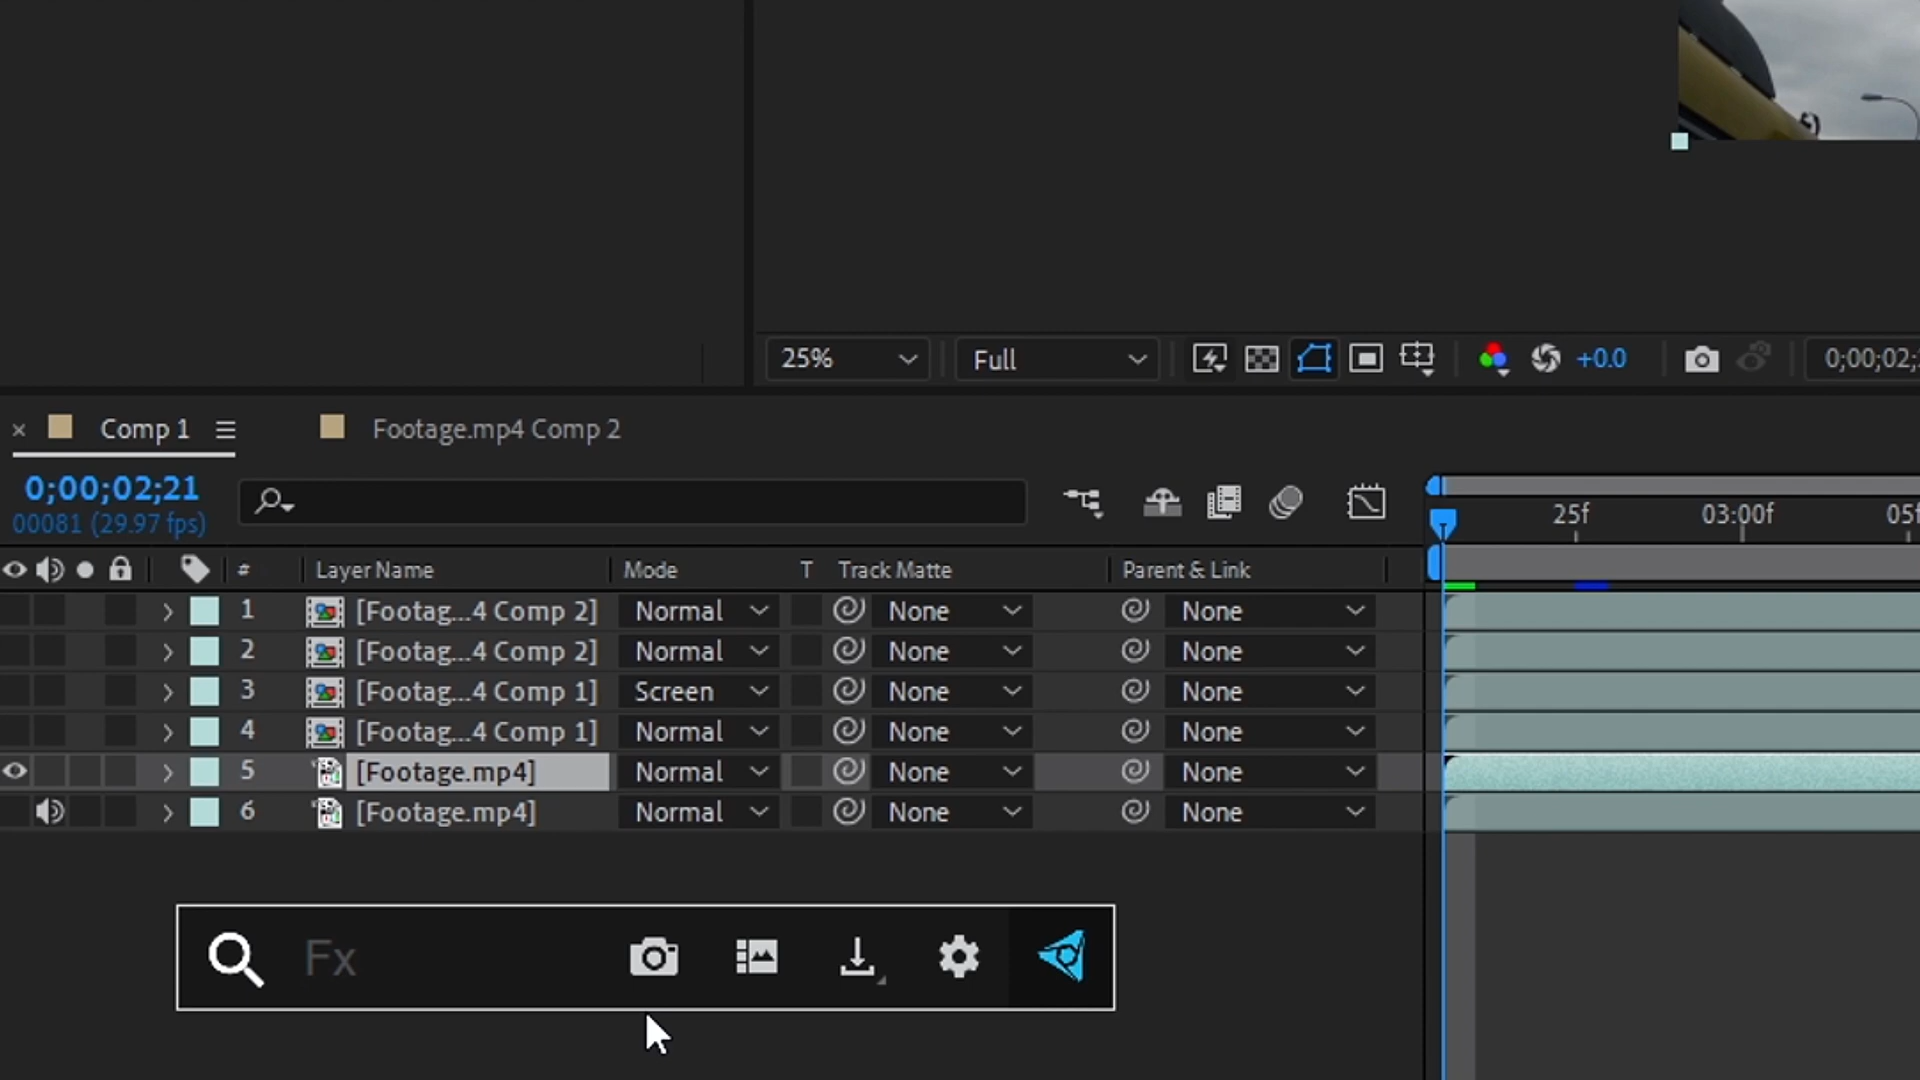 25%
Full
+0.0
0;00;02;
Comp 1
Footage.mp4 Comp 2
0;00;02;21
00081 (29.97 fps)
25f
03:00f
05f
#
Layer Name
Mode
T
Track Matte
Parent & Link
1 [Footag...4 Comp 2] Normal None None
2 [Footag...4 Comp 2] Normal None None
3 [Footag...4 Comp 1] Screen None None
4 [Footag...4 Comp 1] Normal None None
5 [Footage.mp4] Normal None None
6 [Footage.mp4] Normal None None
Fx